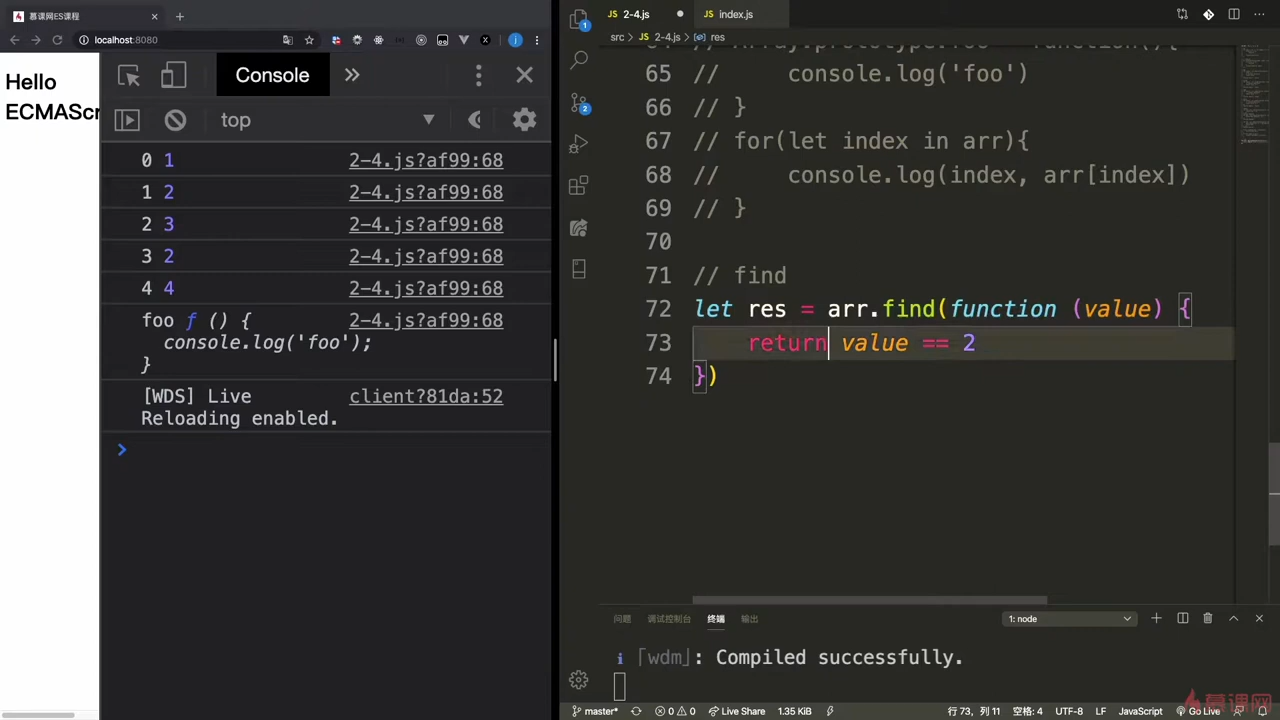 慕课网ES课程
localhost:8080
Hello
ECMAScr
Console
top
0 1 2-4.js?af99:68
1 2 2-4.js?af99:68
2 3 2-4.js?af99:68
3 2 2-4.js?af99:68
4 4 2-4.js?af99:68
foo ƒ () { 2-4.js?af99:68
console.log('foo');
}
[WDS] Live client?81da:52
Reloading enabled.
2-4.js
index.js
src > 2-4.js > res
65 // console.log('foo')
66 // }
67 // for(let index in arr){
68 // console.log(index, arr[index])
69 // }
70
71 // find
72 let res = arr.find(function (value) {
73 return value == 2
74 })
问题 调试控制台 终端 输出 1: node
ℹ ｢wdm｣: Compiled successfully.
master* 0 0 Live Share 1.35 KiB 行 73, 列 11 空格: 4 UTF-8 LF JavaScript Go Live
慕课网